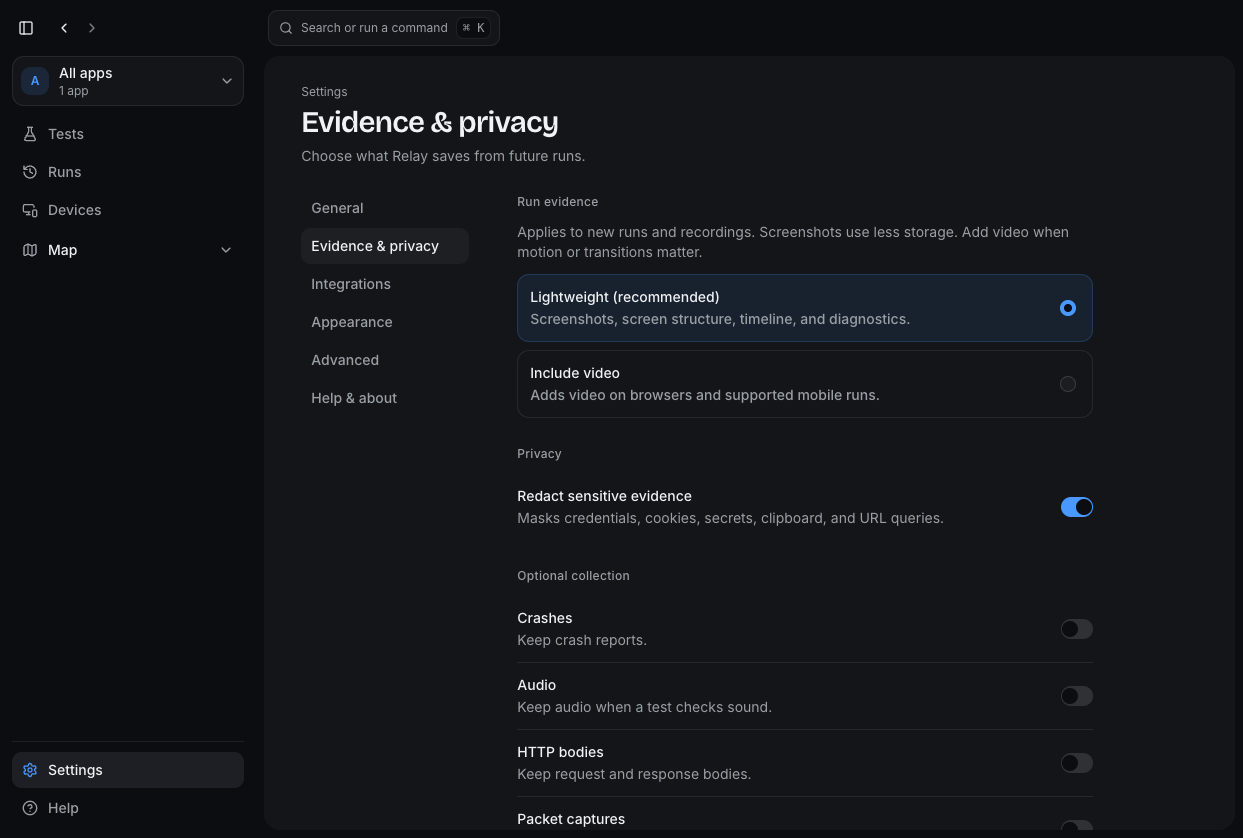 Search or run a command ⌘ K
A
All apps
1 app
Tests
Runs
Devices
Map
Settings
Help
Settings
Evidence & privacy
Choose what Relay saves from future runs.
General
Evidence & privacy
Integrations
Appearance
Advanced
Help & about
Run evidence
Applies to new runs and recordings. Screenshots use less storage. Add video when
motion or transitions matter.
Lightweight (recommended)
Screenshots, screen structure, timeline, and diagnostics.
Include video
Adds video on browsers and supported mobile runs.
Privacy
Redact sensitive evidence
Masks credentials, cookies, secrets, clipboard, and URL queries.
Optional collection
Crashes
Keep crash reports.
Audio
Keep audio when a test checks sound.
HTTP bodies
Keep request and response bodies.
Packet captures